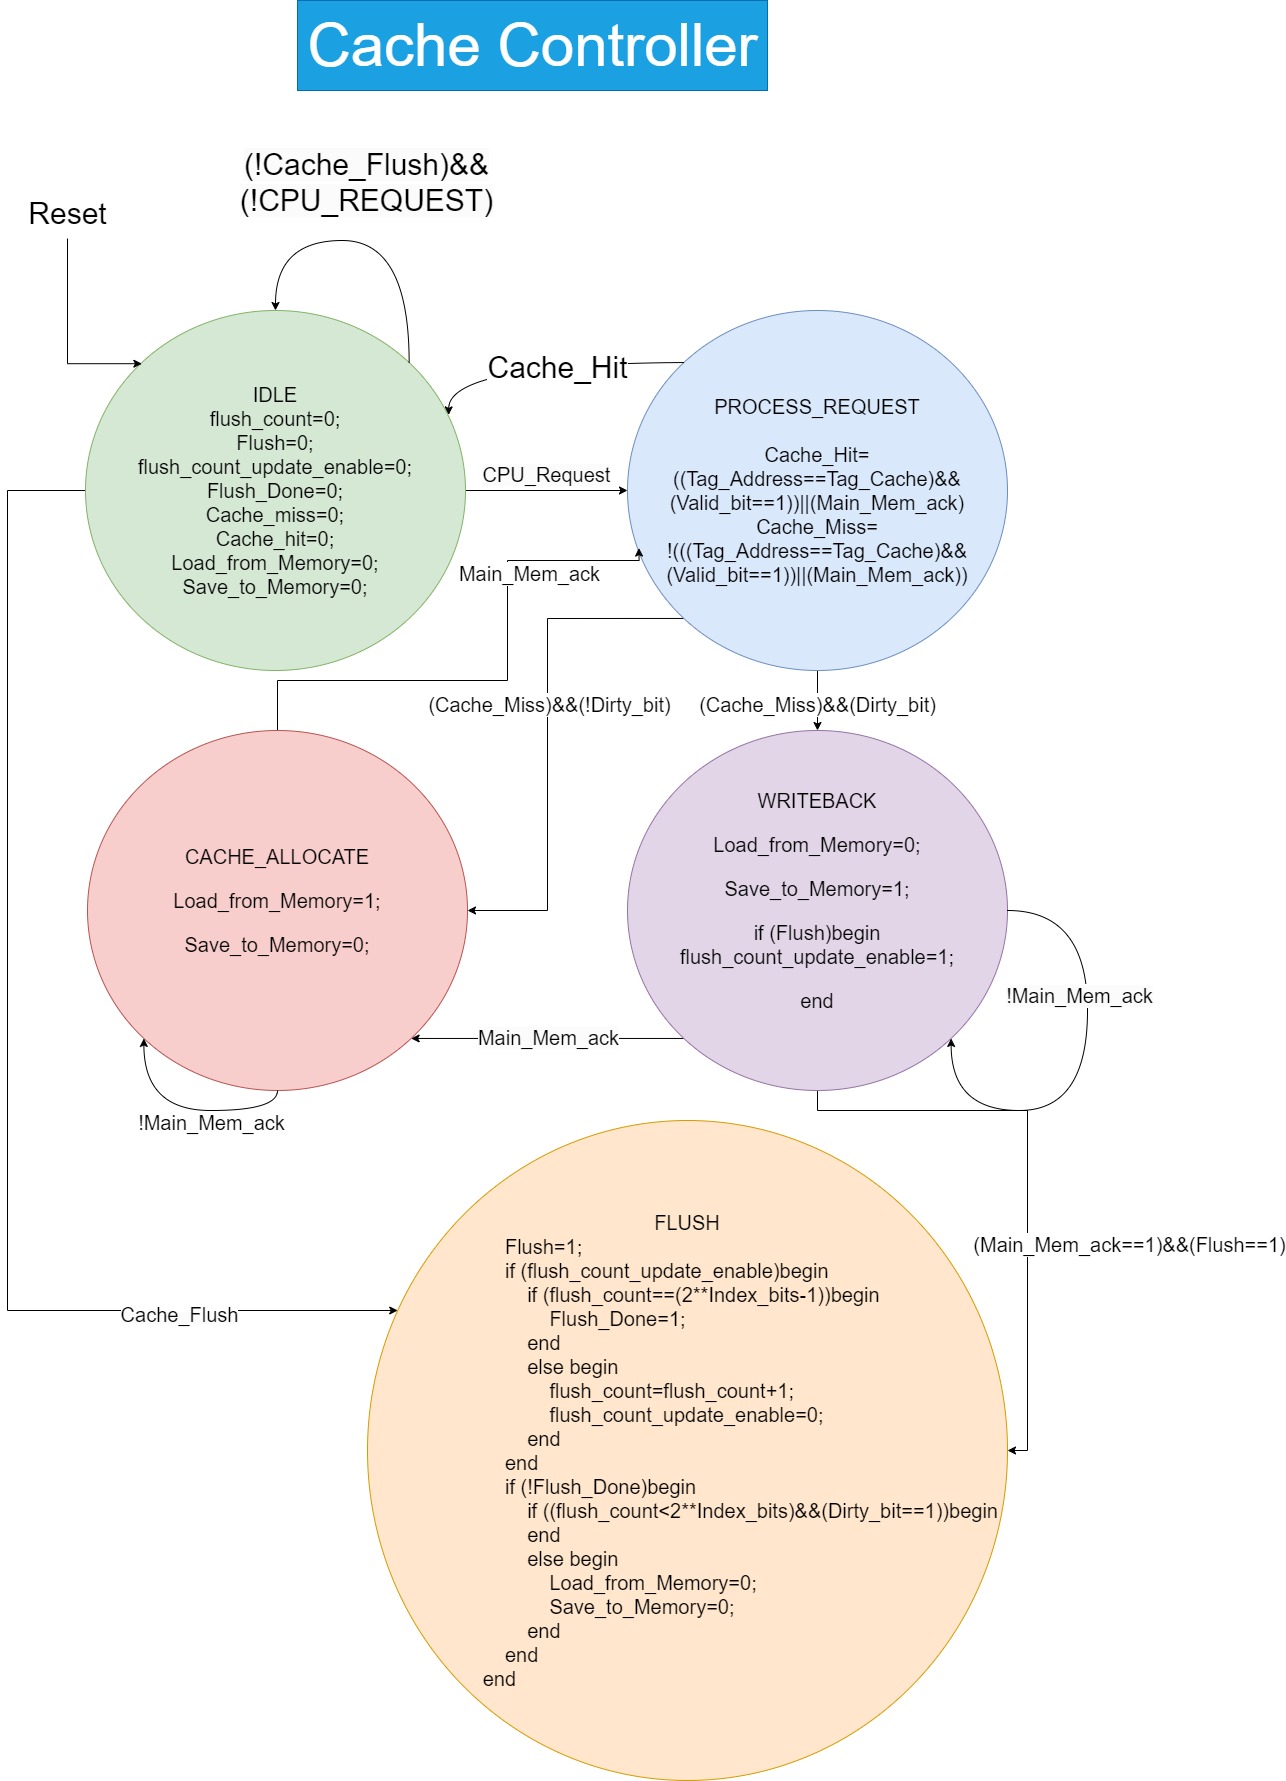 Cache Controller
(!Cache_Flush)&&
(!CPU_REQUEST)
Reset
Cache_Hit
IDLE
flush_count=0;
Flush=0;
flush_count_update_enable=0;
Flush_Done=0;
Cache_miss=0;
Cache_hit=0;
Load_from_Memory=0;
Save_to_Memory=0;
CPU_Request
PROCESS_REQUEST
Cache_Hit=
((Tag_Address==Tag_Cache)&&
(Valid_bit==1))||(Main_Mem_ack)
Cache_Miss=
!(((Tag_Address==Tag_Cache)&&
(Valid_bit==1))||(Main_Mem_ack))
Main_Mem_ack
(Cache_Miss)&&(!Dirty_bit)
(Cache_Miss)&&(Dirty_bit)
CACHE_ALLOCATE
Load_from_Memory=1;
Save_to_Memory=0;
WRITEBACK
Load_from_Memory=0;
Save_to_Memory=1;
if (Flush)begin
flush_count_update_enable=1;
end
!Main_Mem_ack
Main_Mem_ack
!Main_Mem_ack
(Main_Mem_ack==1)&&(Flush==1)
Cache_Flush
FLUSH
Flush=1;
if (flush_count_update_enable)begin
if (flush_count==(2**Index_bits-1))begin
Flush_Done=1;
end
else begin
flush_count=flush_count+1;
flush_count_update_enable=0;
end
end
if (!Flush_Done)begin
if ((flush_count<2**Index_bits)&&(Dirty_bit==1))begin
end
else begin
Load_from_Memory=0;
Save_to_Memory=0;
end
end
end